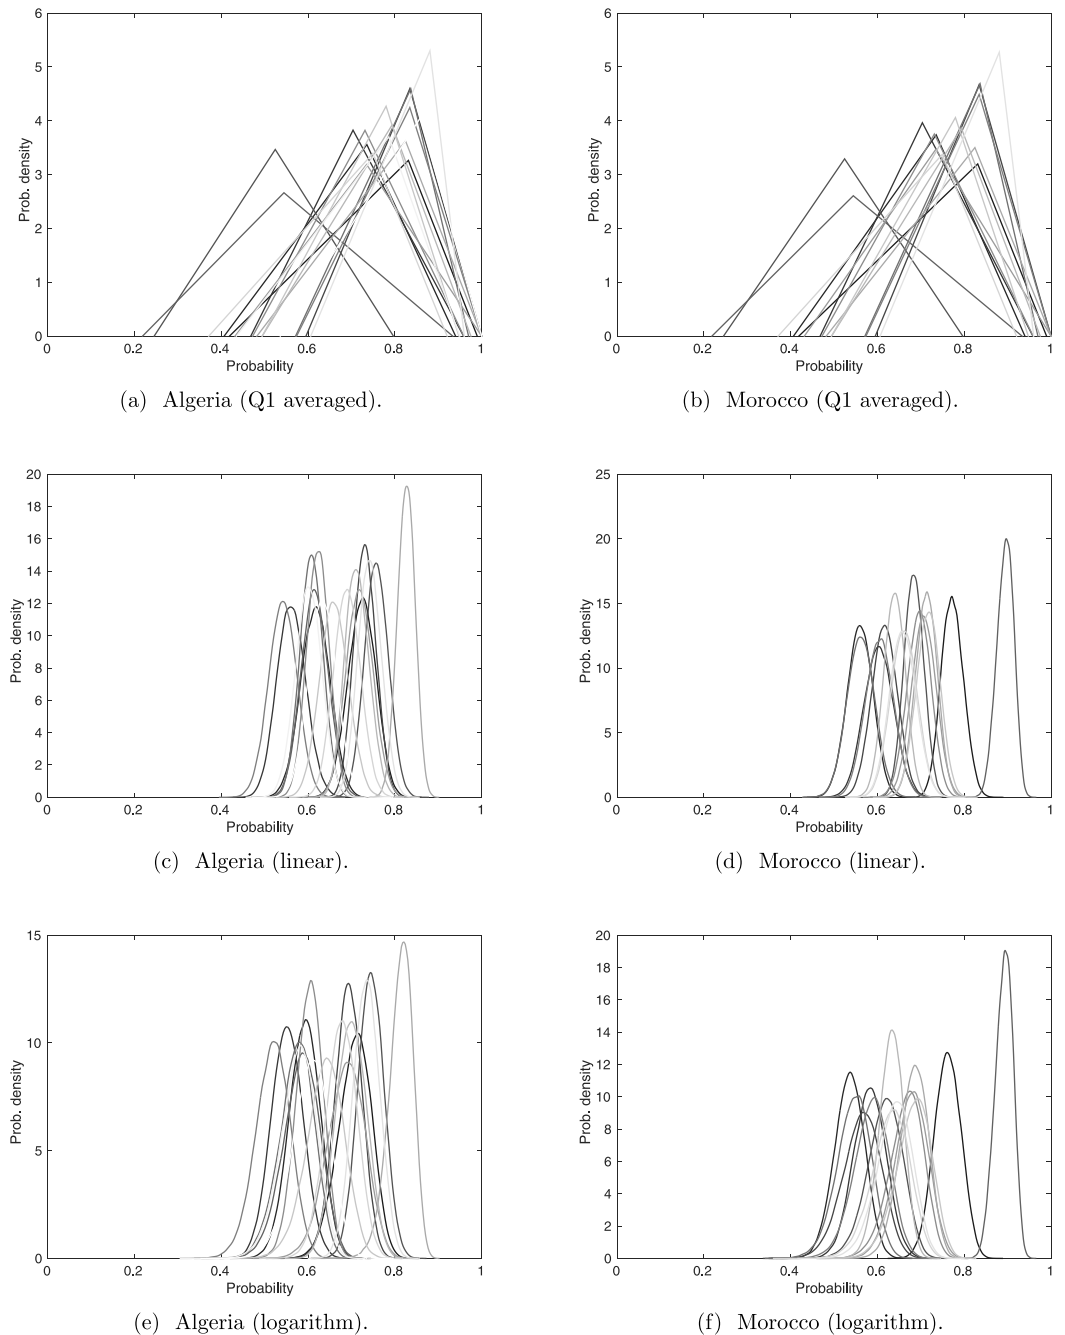 6
5
4
3
2
1
0
Prob. density
0 0.2 0.4 0.6 0.8 1
Probability
(a) Algeria (Q1 averaged).
6
5
4
3
2
1
0
Prob. density
0 0.2 0.4 0.6 0.8 1
Probability
(b) Morocco (Q1 averaged).
20
18
16
14
12
10
8
6
4
2
0
Prob. density
0 0.2 0.4 0.6 0.8 1
Probability
(c) Algeria (linear).
25
20
15
10
5
0
Prob. density
0 0.2 0.4 0.6 0.8 1
Probability
(d) Morocco (linear).
15
10
5
0
Prob. density
0 0.2 0.4 0.6 0.8 1
Probability
(e) Algeria (logarithm).
20
18
16
14
12
10
8
6
4
2
0
Prob. density
0 0.2 0.4 0.6 0.8 1
Probability
(f) Morocco (logarithm).